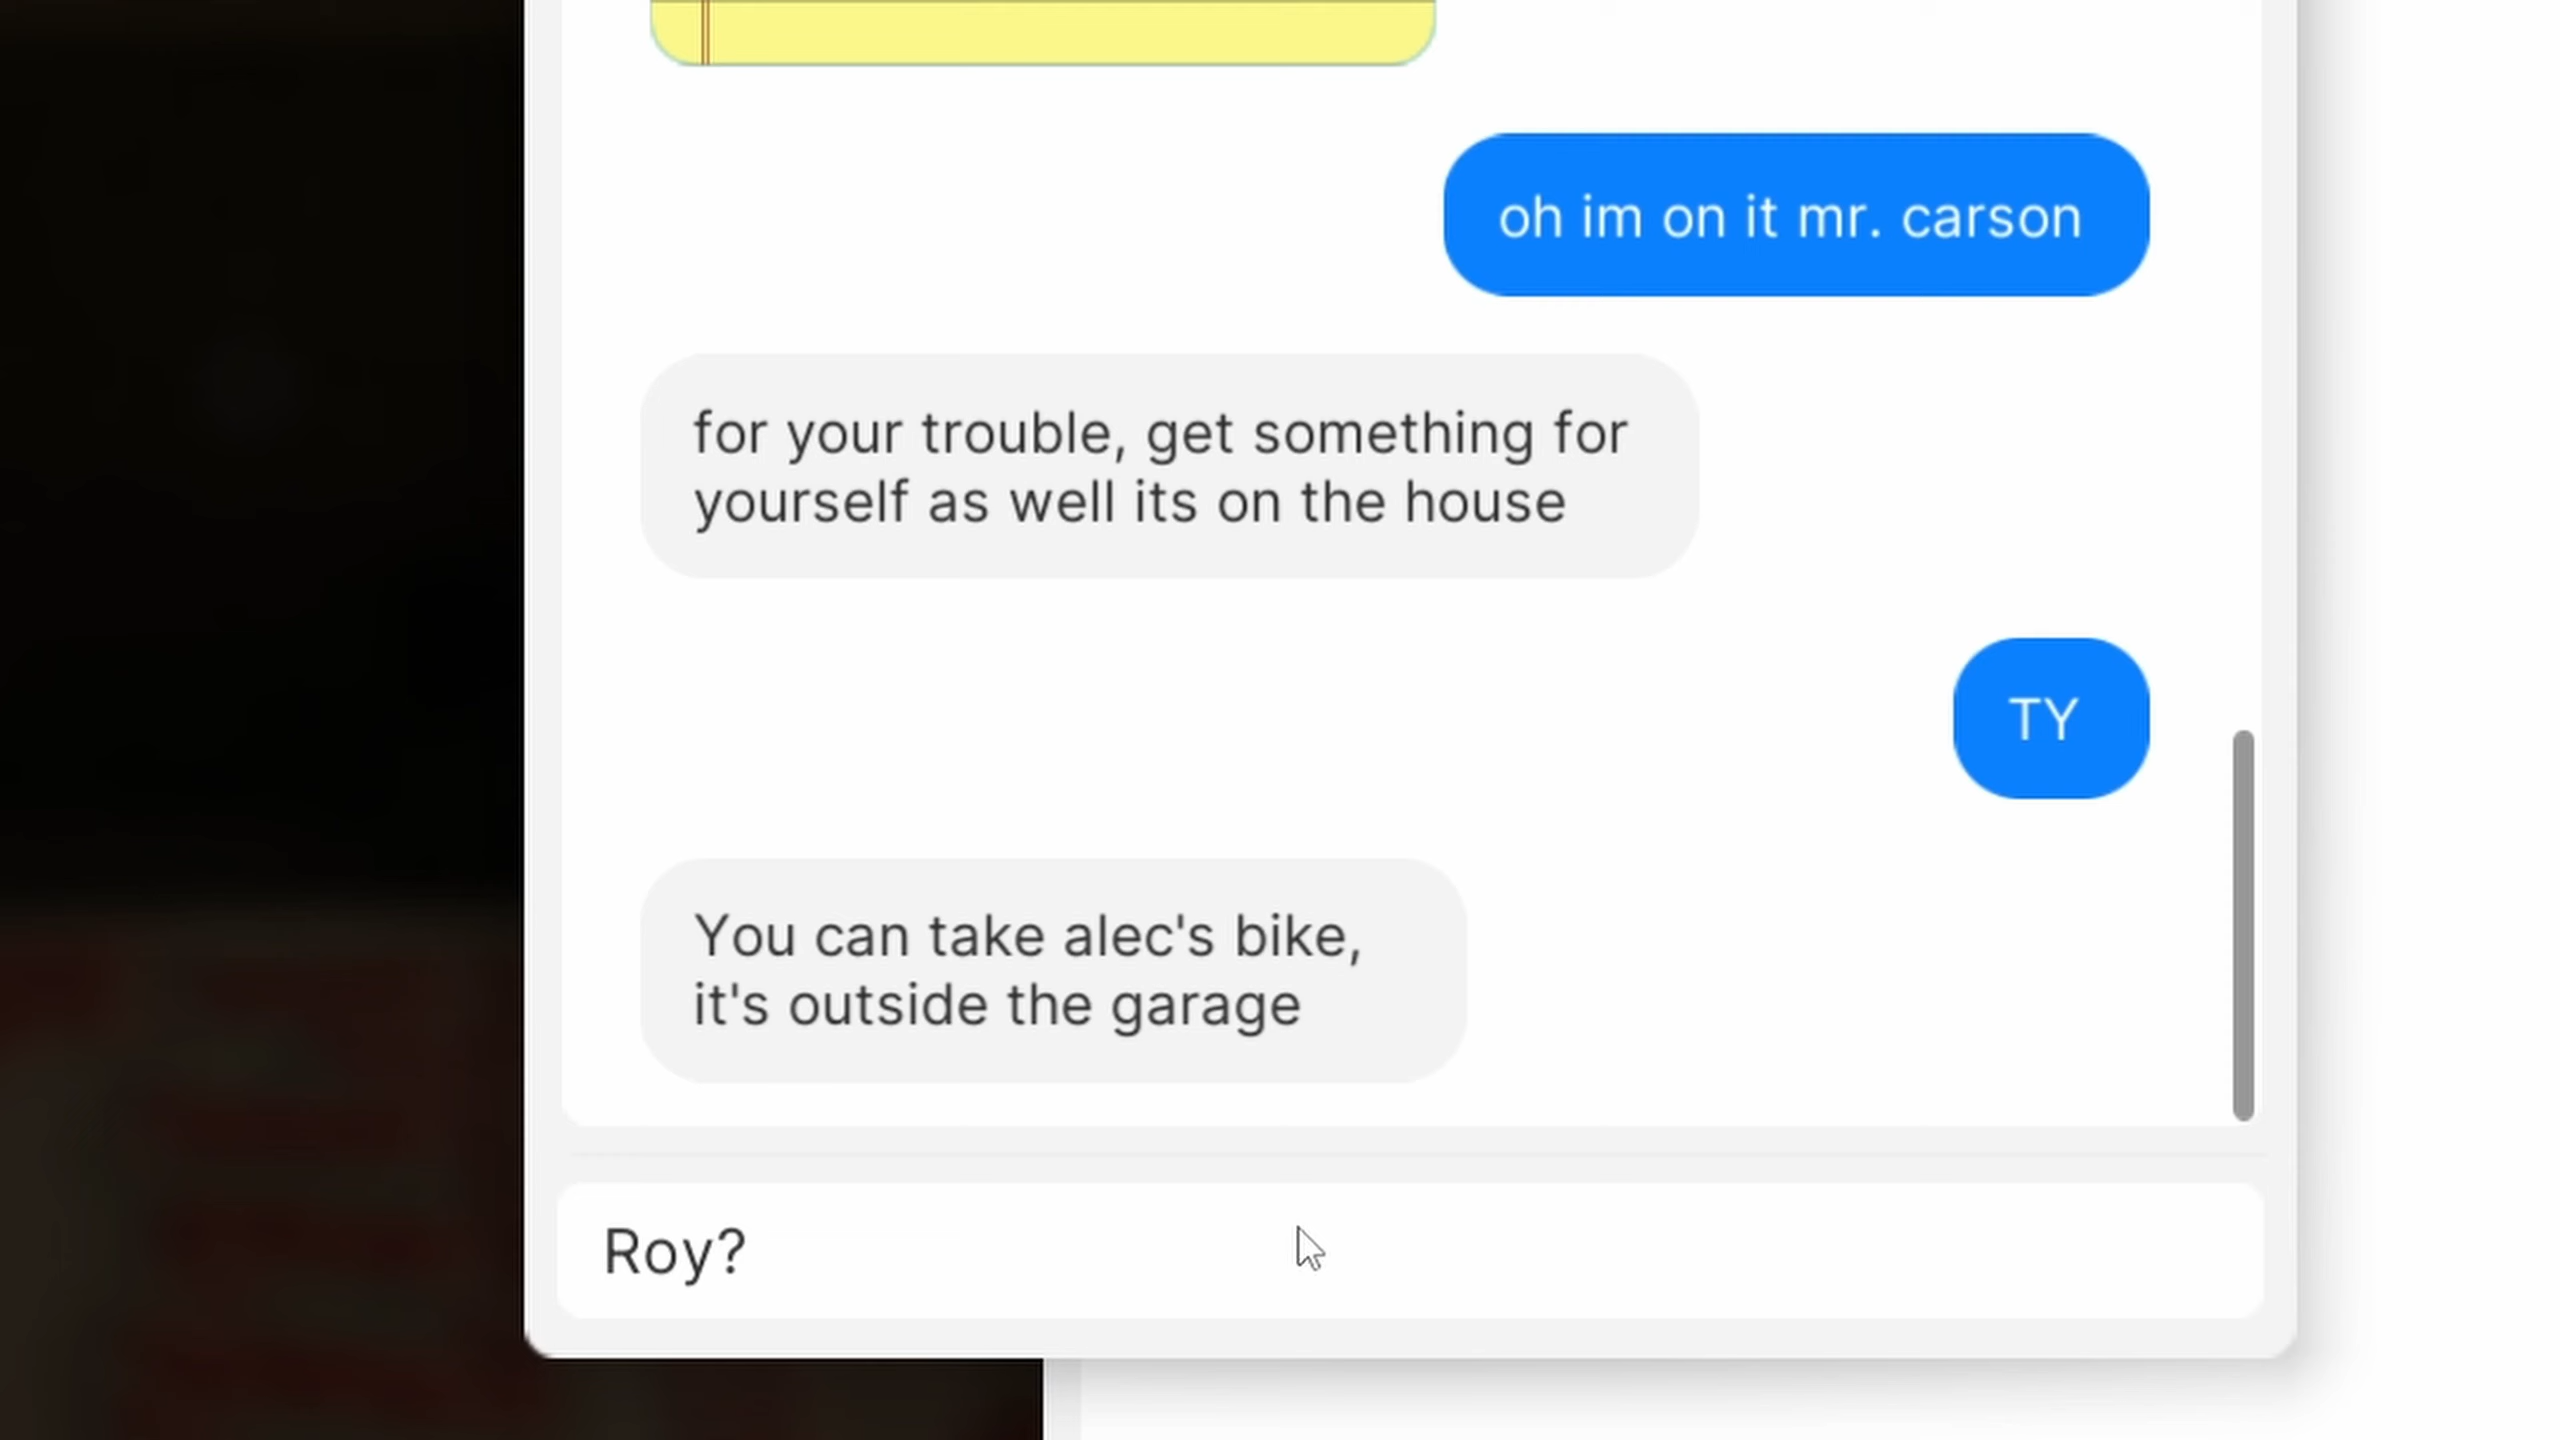 oh im on it mr. carson
for your trouble, get something for
yourself as well its on the house
TY
You can take alec's bike,
it's outside the garage
Roy?